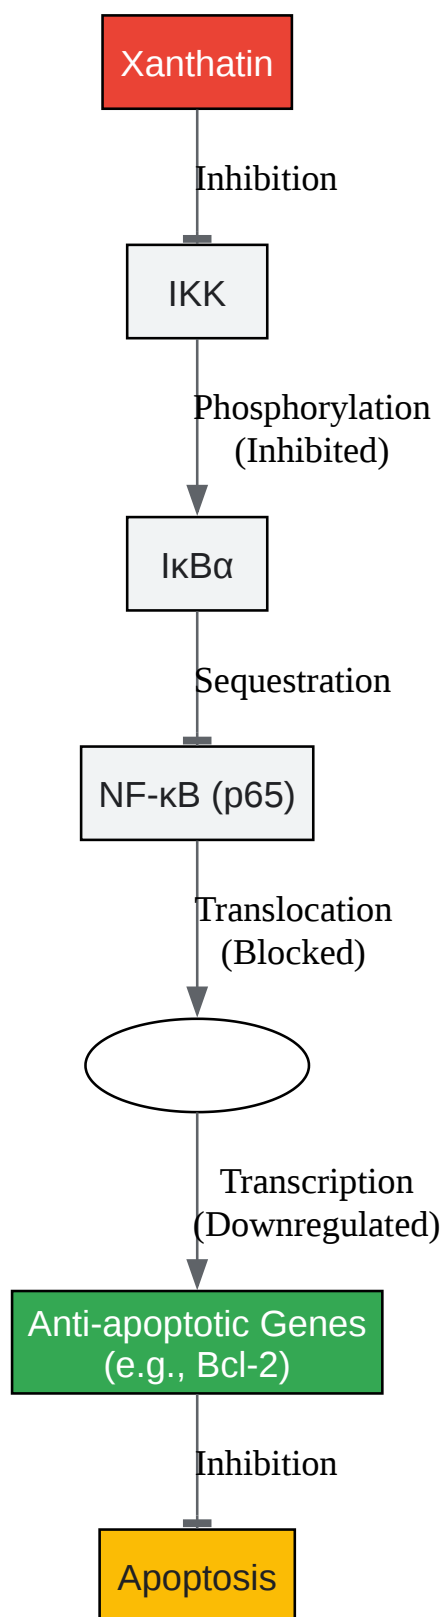 Xanthatin
Inhibition
IKK
Phosphorylation
(Inhibited)
IκBα
Sequestration
NF-κB (p65)
Translocation
(Blocked)
Transcription
(Downregulated)
Anti-apoptotic Genes
(e.g., Bcl-2)
Inhibition
Apoptosis